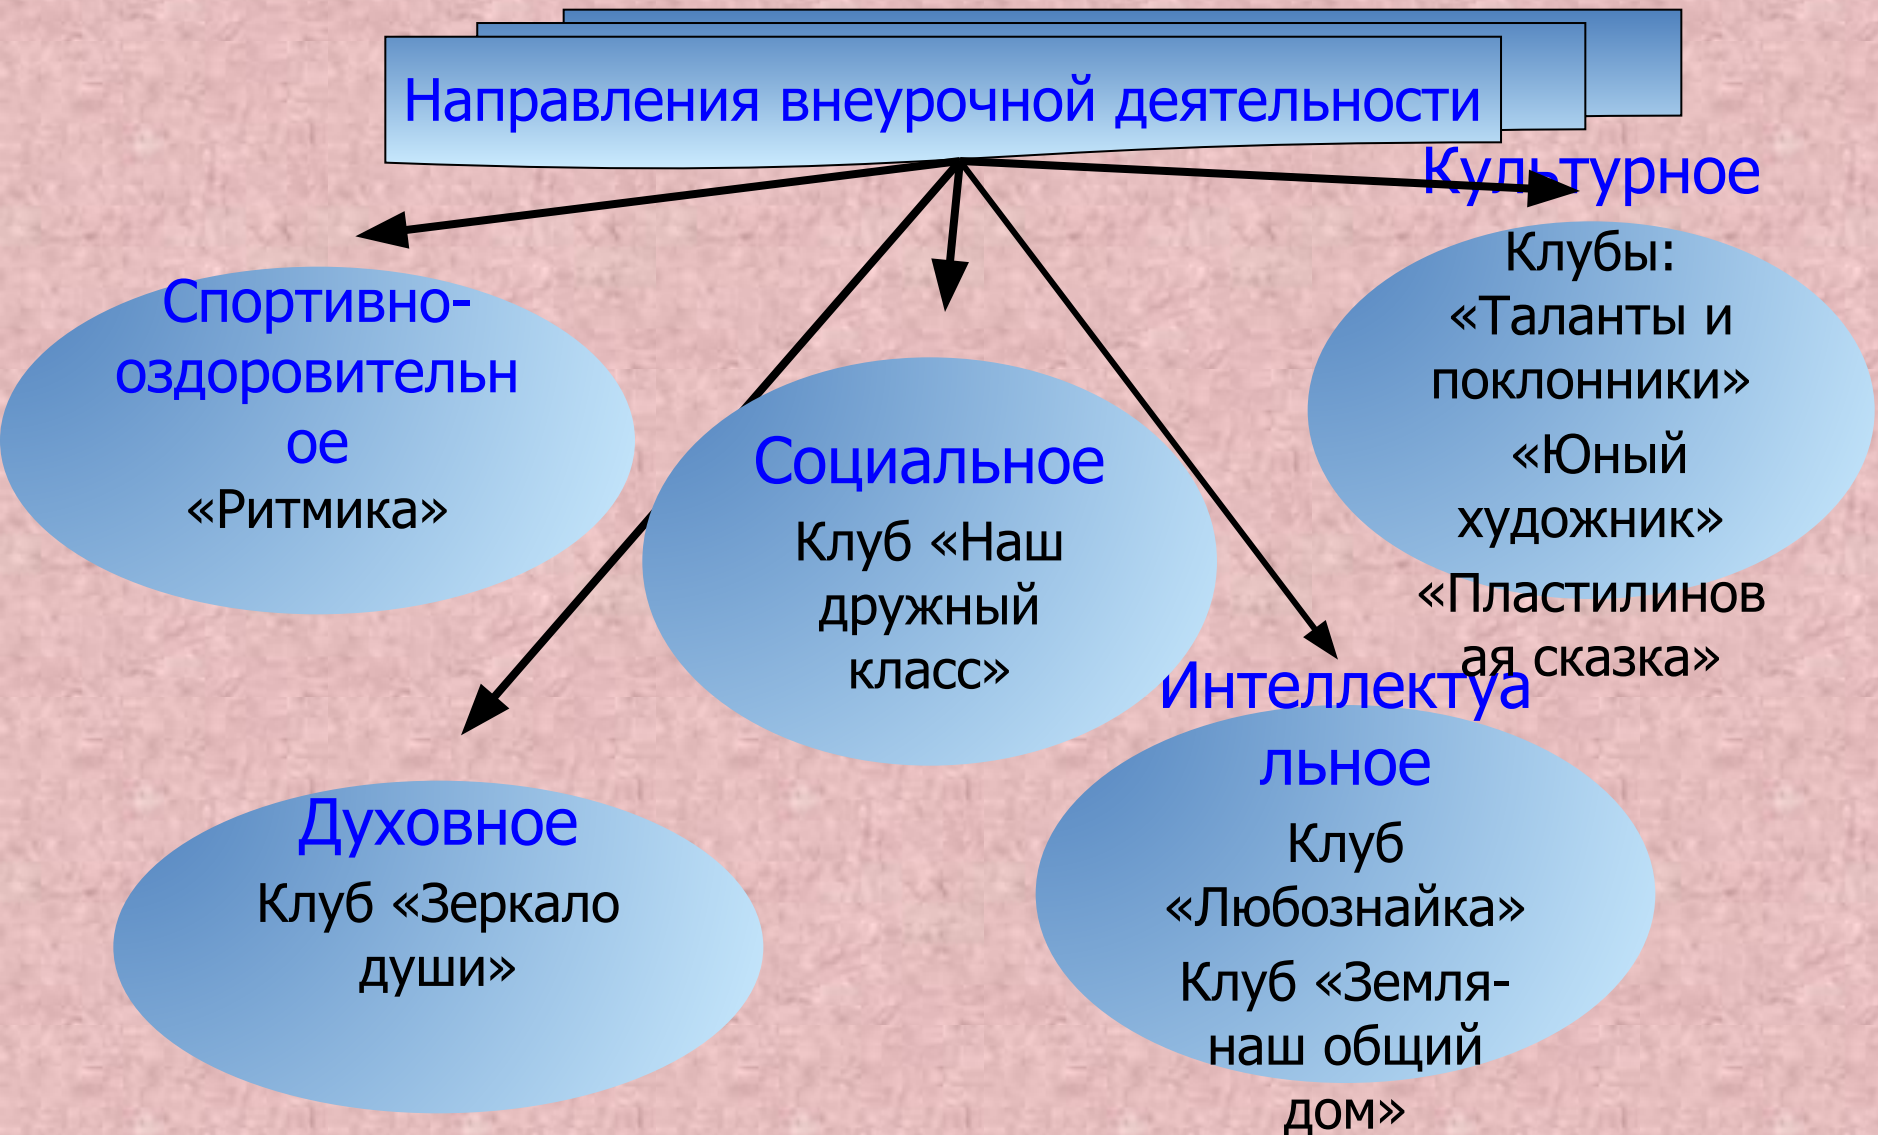 Направления внеурочной деятельности
Спортивно-
оздоровительн
ое
«Ритмика»
Духовное
Клуб «Зеркало
души»
Социальное
Клуб «Наш
дружный
класс»
Интеллектуа
льное
Клуб
«Любознайка»
Клуб «Земля-
наш общий
дом»
Культурное
Клубы:
«Таланты и
поклонники»
«Юный
художник»
«Пластилинов
ая сказка»